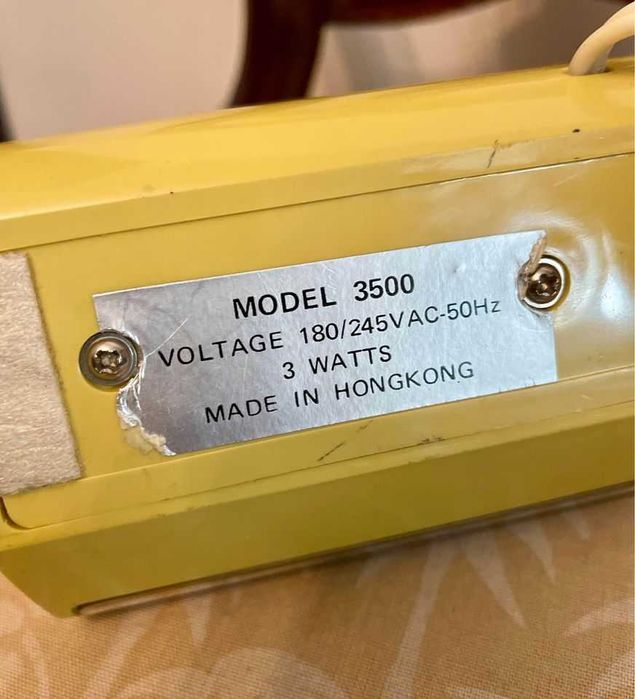 MODEL 3500
VOLTAGE 180/245VAC-50Hz
3 WATTS
MADE IN HONGKONG